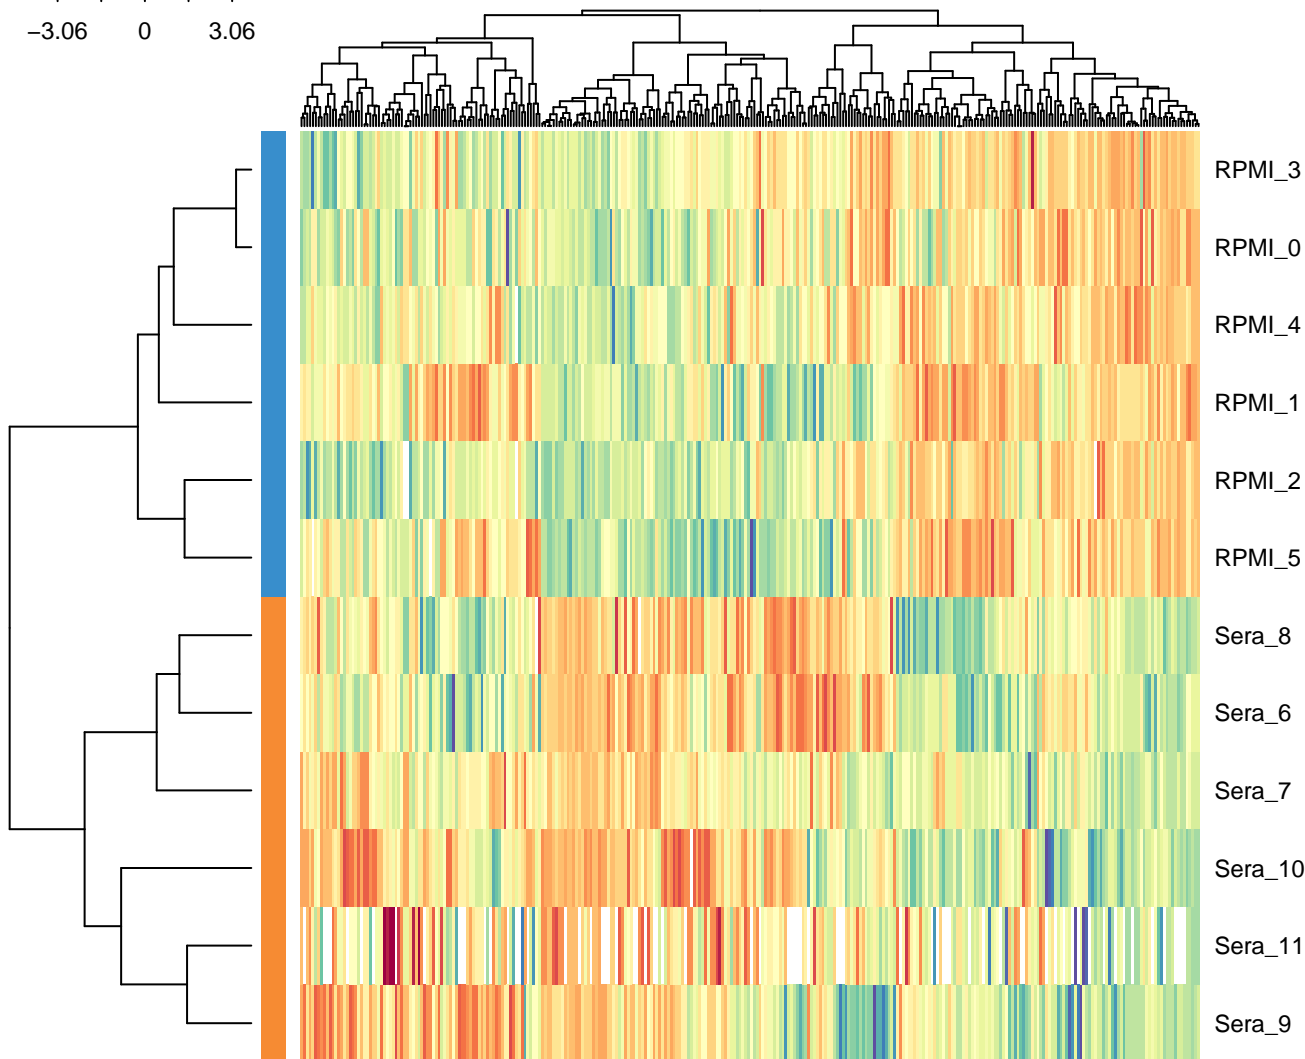 −3.06 0 3.06
RPMI_3
RPMI_0
RPMI_4
RPMI_1
RPMI_2
RPMI_5
Sera_8
Sera_6
Sera_7
Sera_10
Sera_11
Sera_9